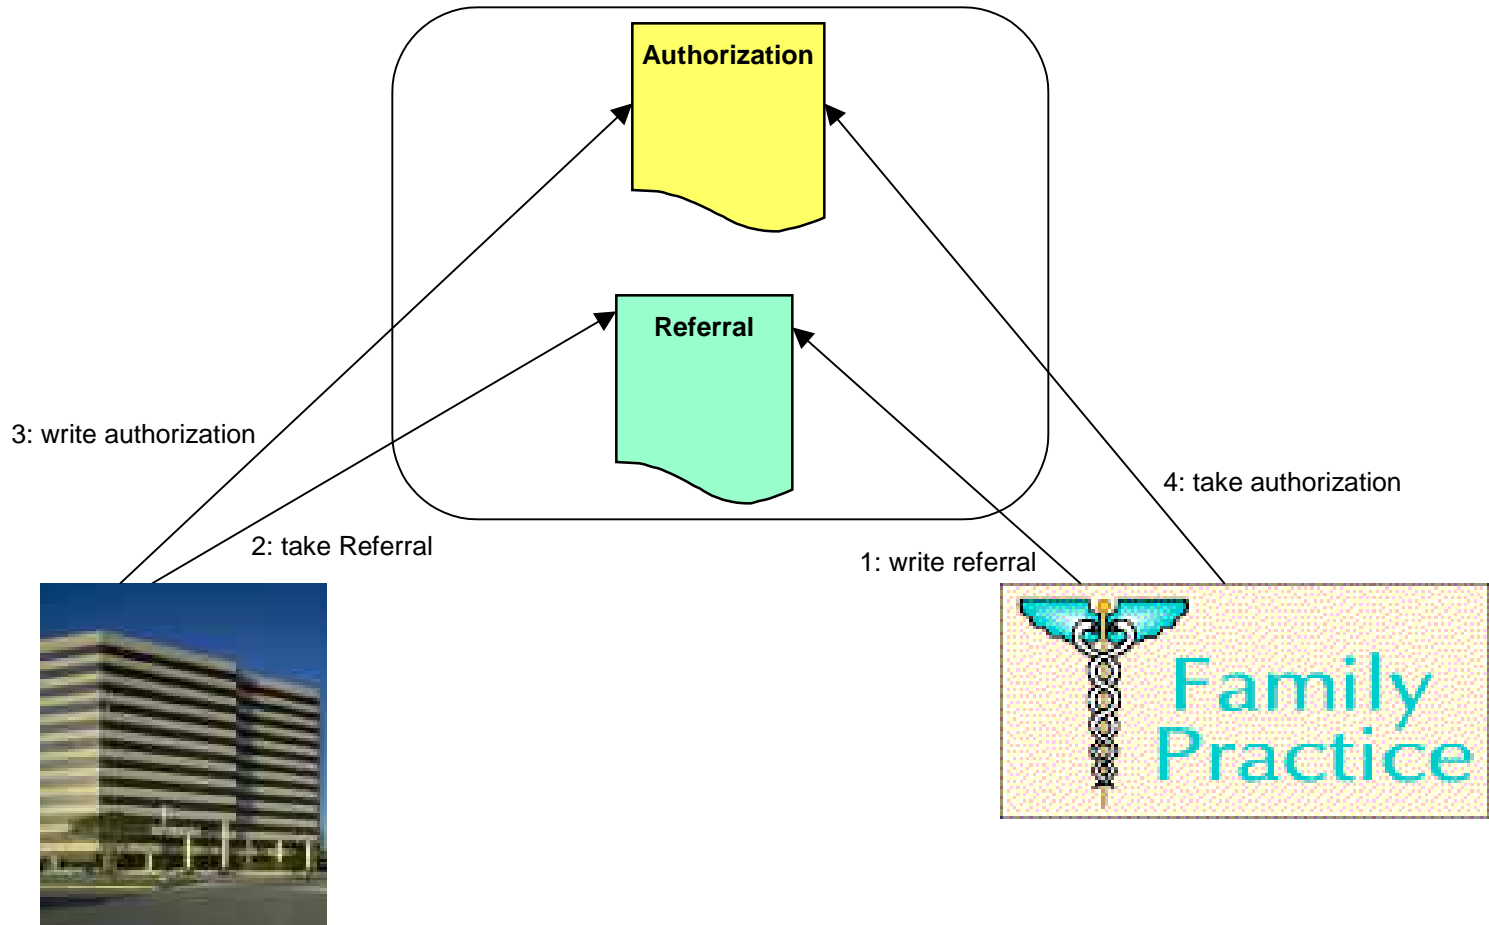 Authorization
Referral
3: write authorization
4: take authorization
2: take Referral
1: write referral
Family
Practice